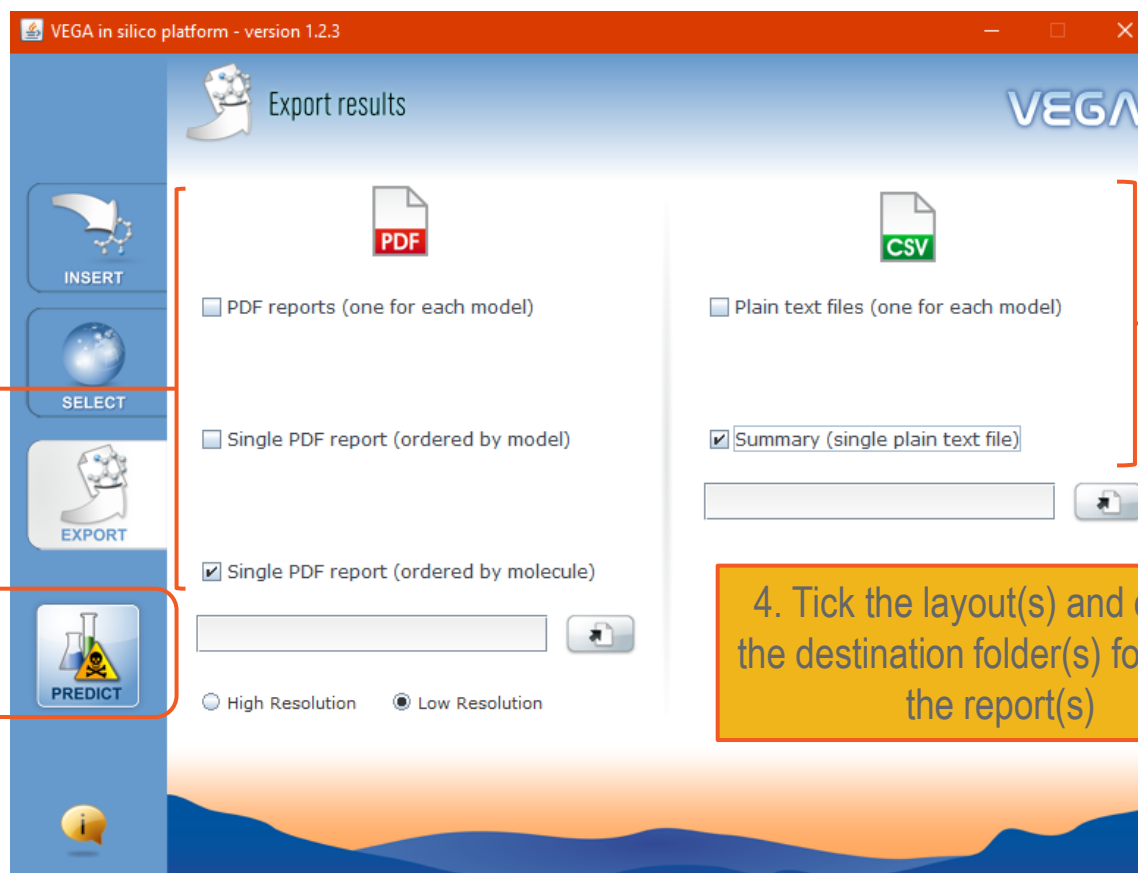 VEGA in silico platform - version 1.2.3
Export results
VEGA
INSERT
SELECT
EXPORT
PREDICT
PDF
PDF reports (one for each model)
Single PDF report (ordered by model)
Single PDF report (ordered by molecule)
High Resolution Low Resolution
CSV
Plain text files (one for each model)
Summary (single plain text file)
4. Tick the layout(s) and
the destination folder(s)
the report(s)
i